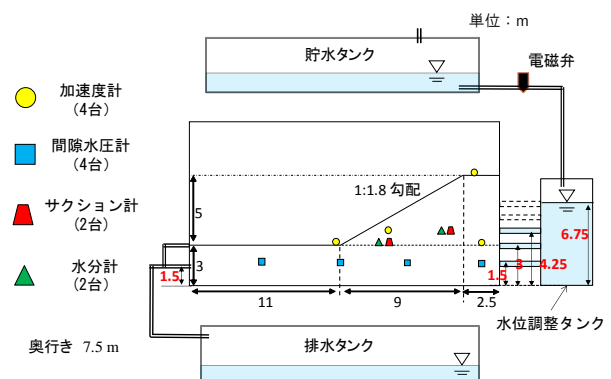 単位：m
貯水タンク
電磁弁
加速度計
(4台)
間隙水圧計
(4台)
サクション計
(2台)
水分計
(2台)
1:1.8 勾配
5
3
1.5
11
9
2.5
1.5
3
4.25
6.75
水位調整タンク
奥行き 7.5 m
排水タンク